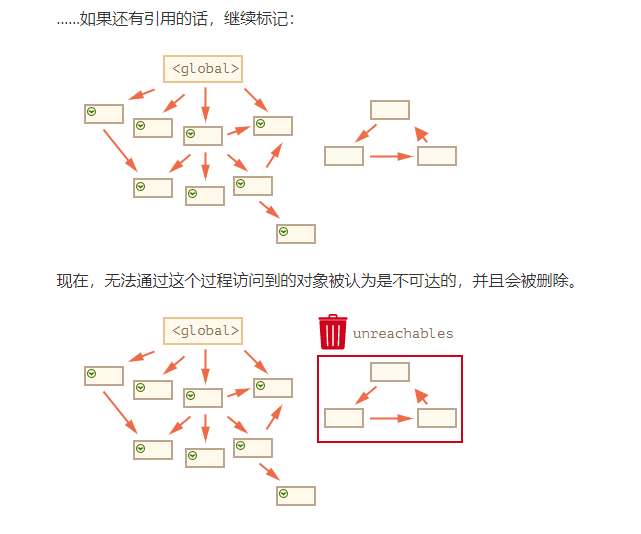 ……如果还有引用的话，继续标记：
<global>
现在，无法通过这个过程访问到的对象被认为是不可达的，并且会被删除。
<global>
unreachables